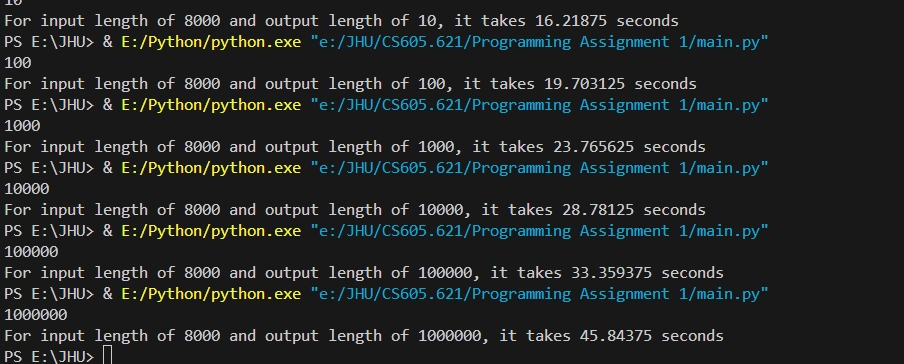 10
For input length of 8000 and output length of 10, it takes 16.21875 seconds
PS E:\JHU> & E:/Python/python.exe "e:/JHU/CS605.621/Programming Assignment 1/main.py"
100
For input length of 8000 and output length of 100, it takes 19.703125 seconds
PS E:\JHU> & E:/Python/python.exe "e:/JHU/CS605.621/Programming Assignment 1/main.py"
1000
For input length of 8000 and output length of 1000, it takes 23.765625 seconds
PS E:\JHU> & E:/Python/python.exe "e:/JHU/CS605.621/Programming Assignment 1/main.py"
10000
For input length of 8000 and output length of 10000, it takes 28.78125 seconds
PS E:\JHU> & E:/Python/python.exe "e:/JHU/CS605.621/Programming Assignment 1/main.py"
100000
For input length of 8000 and output length of 100000, it takes 33.359375 seconds
PS E:\JHU> & E:/Python/python.exe "e:/JHU/CS605.621/Programming Assignment 1/main.py"
1000000
For input length of 8000 and output length of 1000000, it takes 45.84375 seconds
PS E:\JHU>